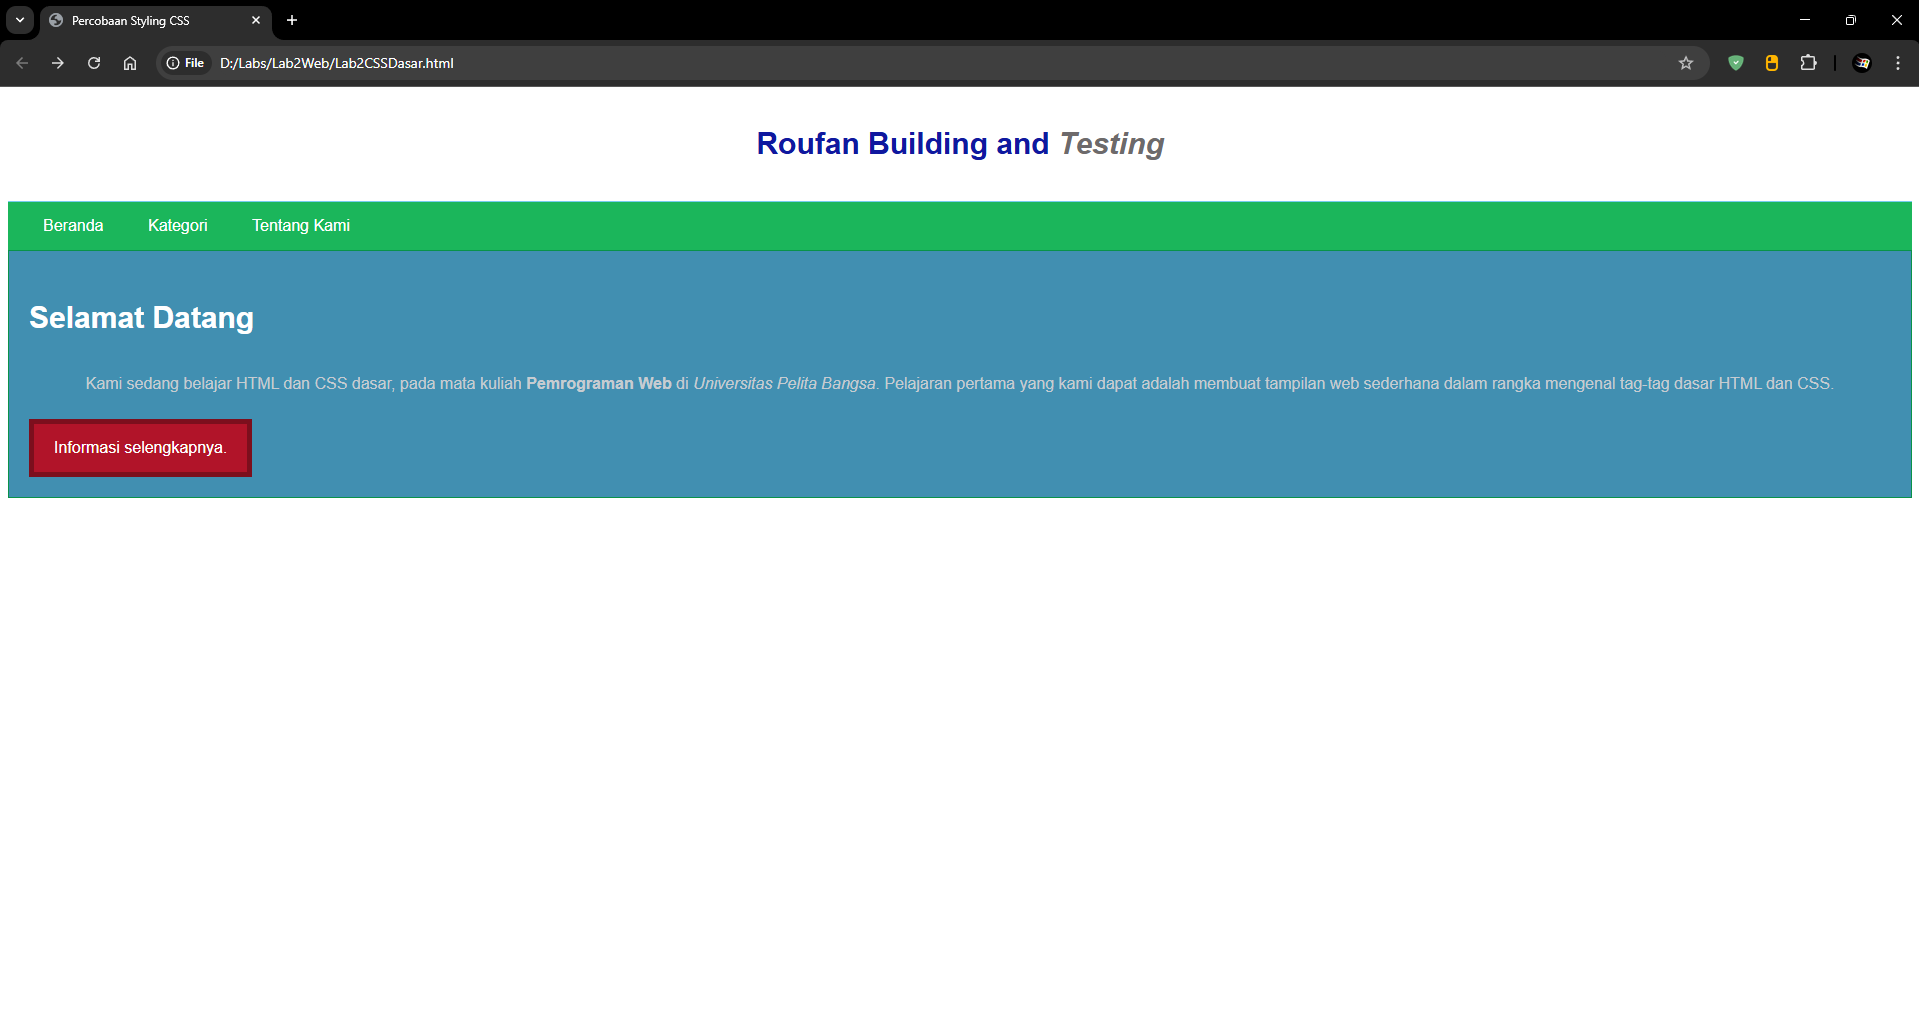 Percobaan Styling CSS
File D:/Labs/Lab2Web/Lab2CSSDasar.html
Roufan Building and Testing
Beranda Kategori Tentang Kami
Selamat Datang
Kami sedang belajar HTML dan CSS dasar, pada mata kuliah Pemrograman Web di Universitas Pelita Bangsa. Pelajaran pertama yang kami dapat adalah membuat tampilan web sederhana dalam rangka mengenal tag-tag dasar HTML dan CSS.
Informasi selengkapnya.